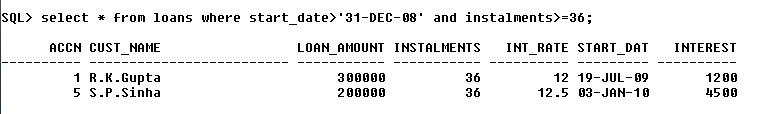 SQL> select * from loans where start_date>'31-DEC-08' and instalments>=36;
ACCN CUST_NAME LOAN_AMOUNT INSTALMENTS INT_RATE START_DAT INTEREST
---------- ------------------------- ----------- ----------- ---------- --------- ----------
1 R.K.Gupta 300000 36 12 19-JUL-09 1200
5 S.P.Sinha 200000 36 12.5 03-JAN-10 4500